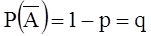 P(A̅) = 1 − p = q